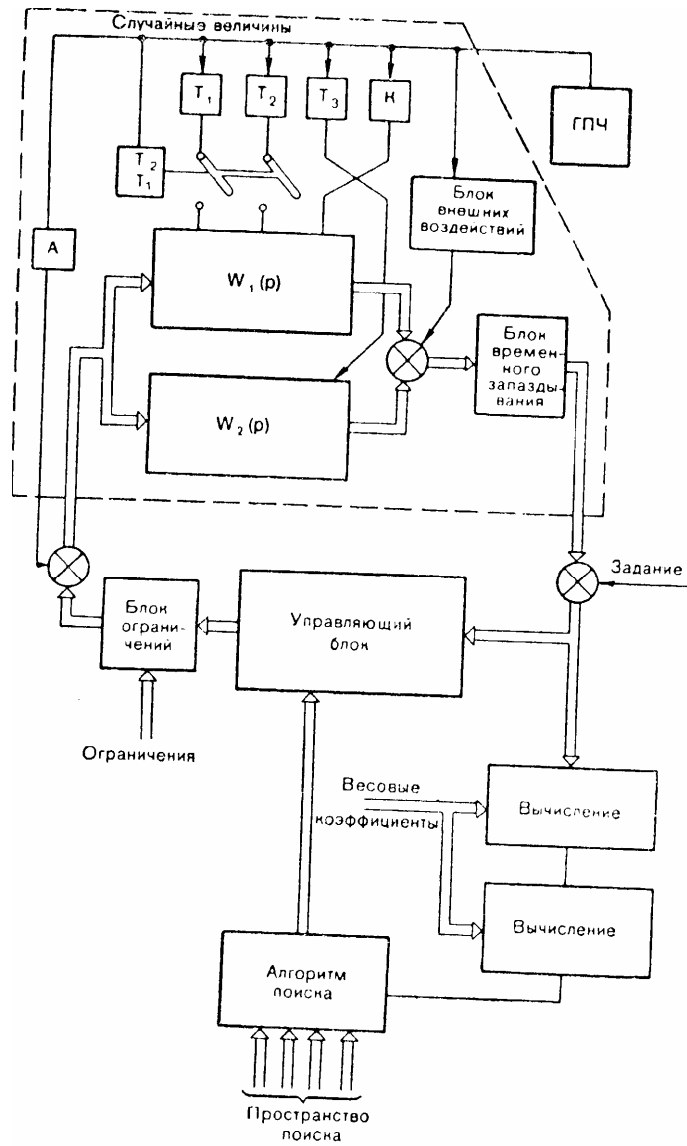 Случайные величины
T1
T2
T3
К
ГПЧ
T2
T1
Блок
внешних
воздействий
А
W1(p)
Блок
времен-
ного
запазды-
вания
W2(p)
Задание
Блок
ограни-
чений
Управляющий
блок
Ограничения
Весовые
коэффициенты
Вычисление
Вычисление
Алгоритм
поиска
Пространство
поиска